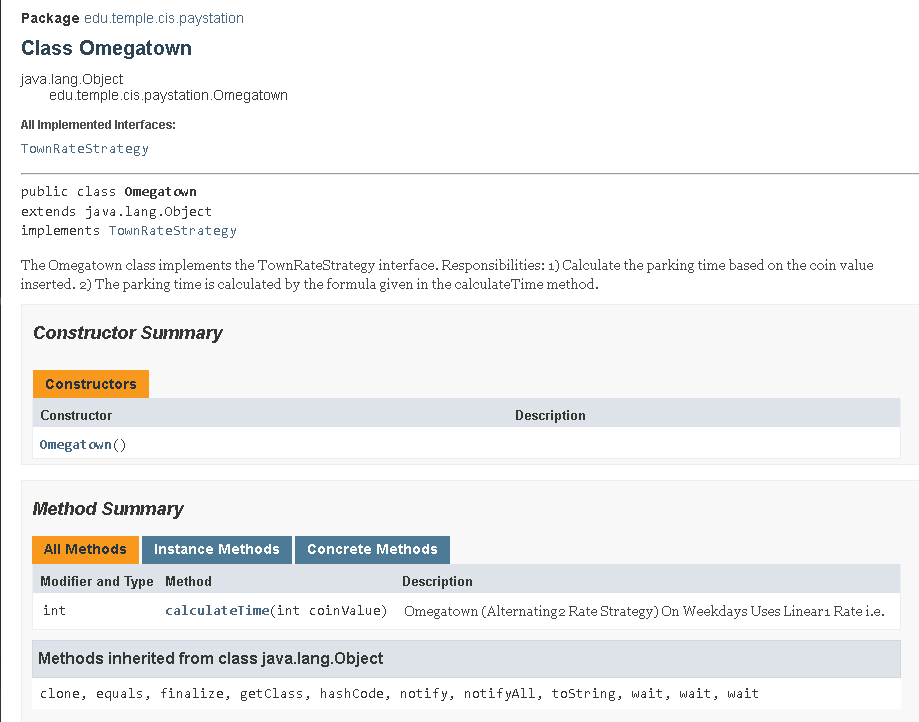 Package edu.temple.cis.paystation
Class Omegatown
java.lang.Object
edu.temple.cis.paystation.Omegatown
All Implemented Interfaces:
TownRateStrategy
public class Omegatown
extends java.lang.Object
implements TownRateStrategy
The Omegatown class implements the TownRateStrategy interface. Responsibilities: 1) Calculate the parking time based on the coin value
inserted. 2) The parking time is calculated by the formula given in the calculateTime method.
Constructor Summary
Constructors
Constructor Description
Omegatown()
Method Summary
All Methods Instance Methods Concrete Methods
Modifier and Type Method Description
int calculateTime(int coinValue) Omegatown (Alternating2 Rate Strategy) On Weekdays Uses Linear1 Rate i.e.
Methods inherited from class java.lang.Object
clone, equals, finalize, getClass, hashCode, notify, notifyAll, toString, wait, wait, wait